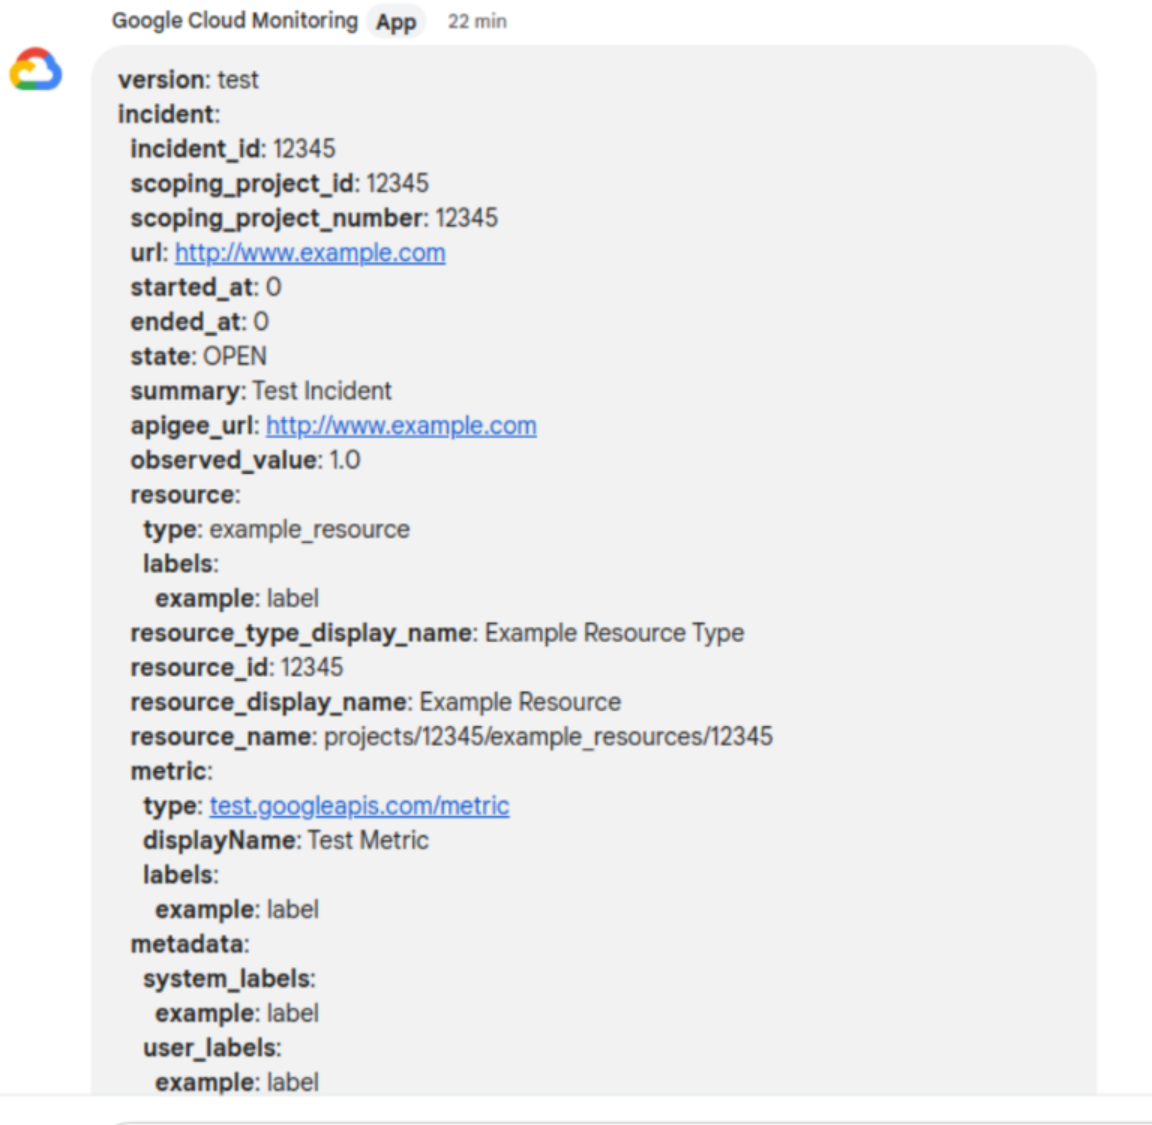 Google Cloud Monitoring App 22 min
version: test
incident:
incident_id: 12345
scoping_project_id: 12345
scoping_project_number: 12345
url: http://www.example.com
started_at: 0
ended_at: 0
state: OPEN
summary: Test Incident
apigee_url: http://www.example.com
observed_value: 1.0
resource:
type: example_resource
labels:
example: label
resource_type_display_name: Example Resource Type
resource_id: 12345
resource_display_name: Example Resource
resource_name: projects/12345/example_resources/12345
metric:
type: test.googleapis.com/metric
displayName: Test Metric
labels:
example: label
metadata:
system_labels:
example: label
user_labels:
example: label